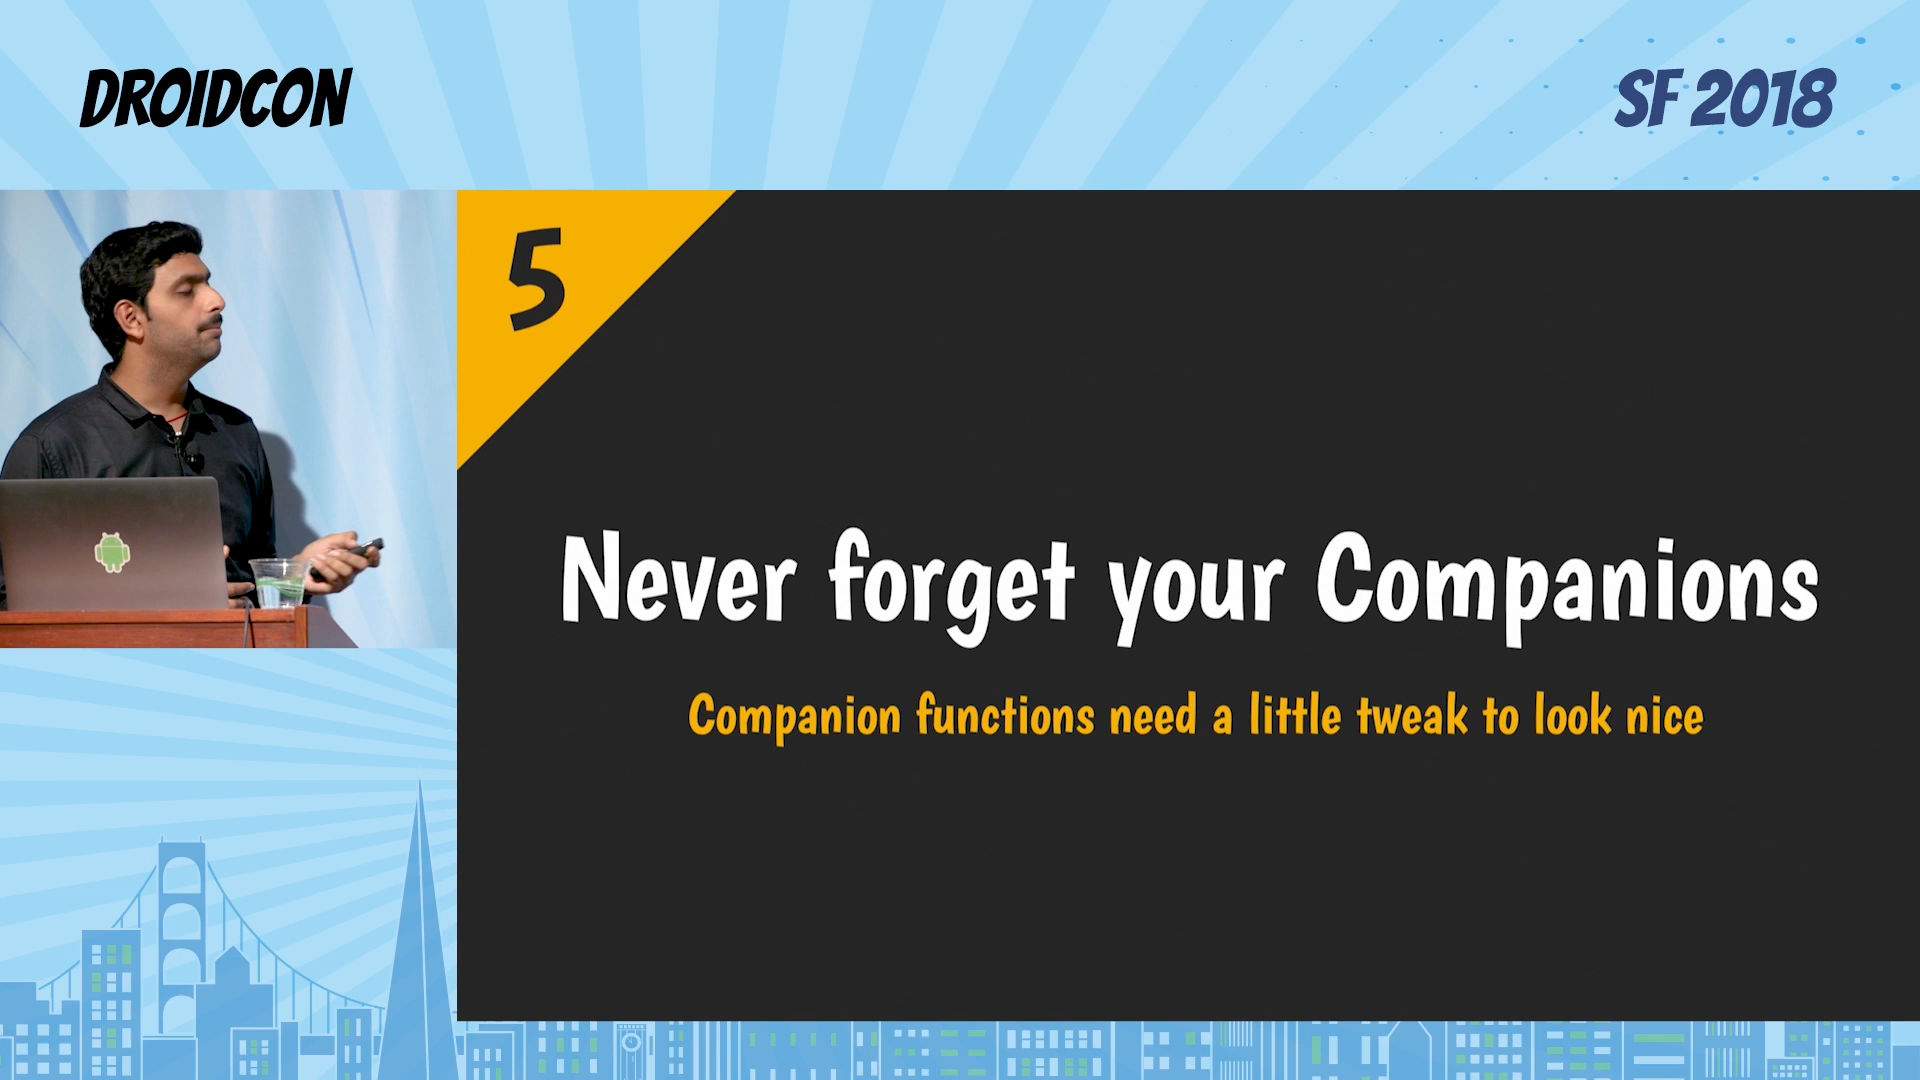 DROIDCON
SF 2018
5
Never forget your Companions
Companion functions need a little tweak to look nice